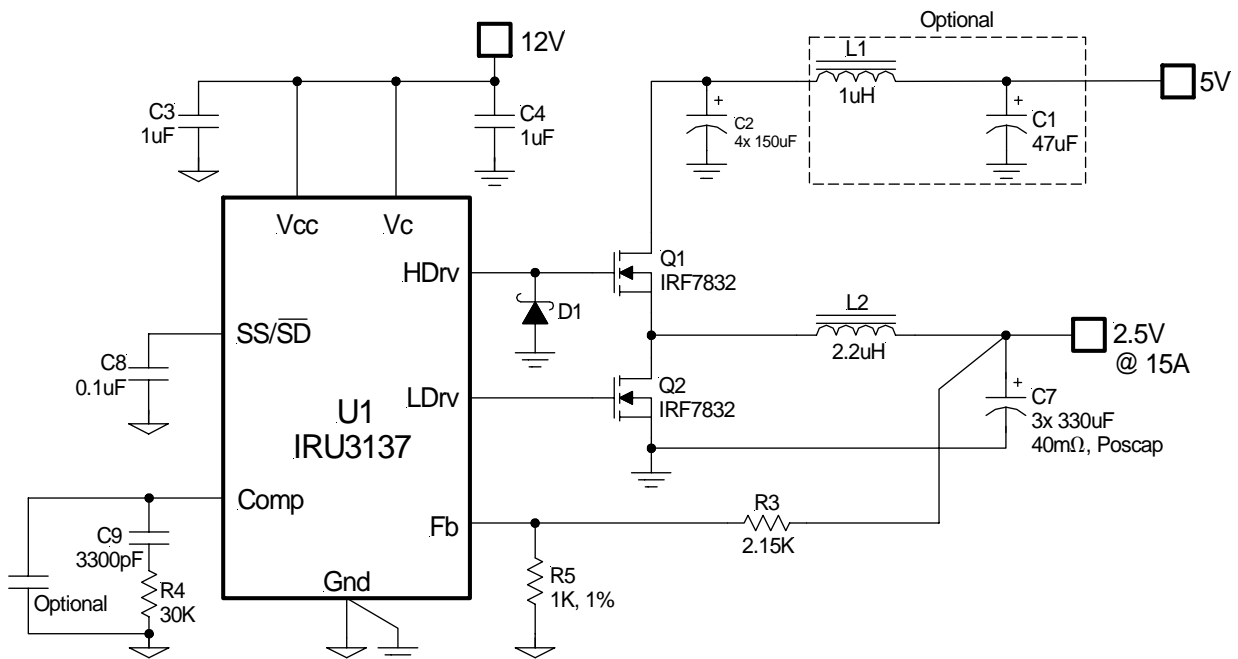 Optional
12V
L1
1uH
5V
C3
1uF
C4
1uF
+
C2
4x 150uF
+
C1
47uF
Vcc
Vc
HDrv
Q1
IRF7832
D1
L2
2.2uH
2.5V
@ 15A
SS/SD
C8
0.1uF
LDrv
Q2
IRF7832
+
C7
3x 330uF
40mΩ, Poscap
U1
IRU3137
Comp
C9
3300pF
Fb
R3
2.15K
Optional
R4
30K
Gnd
R5
1K, 1%